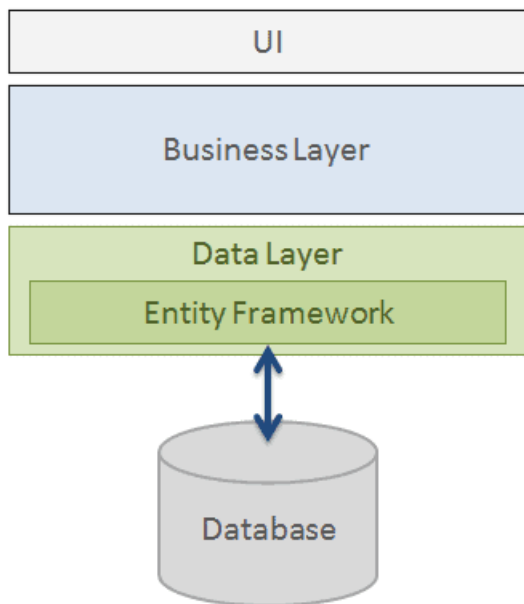 UI
Business Layer
Data Layer
Entity Framework
Database